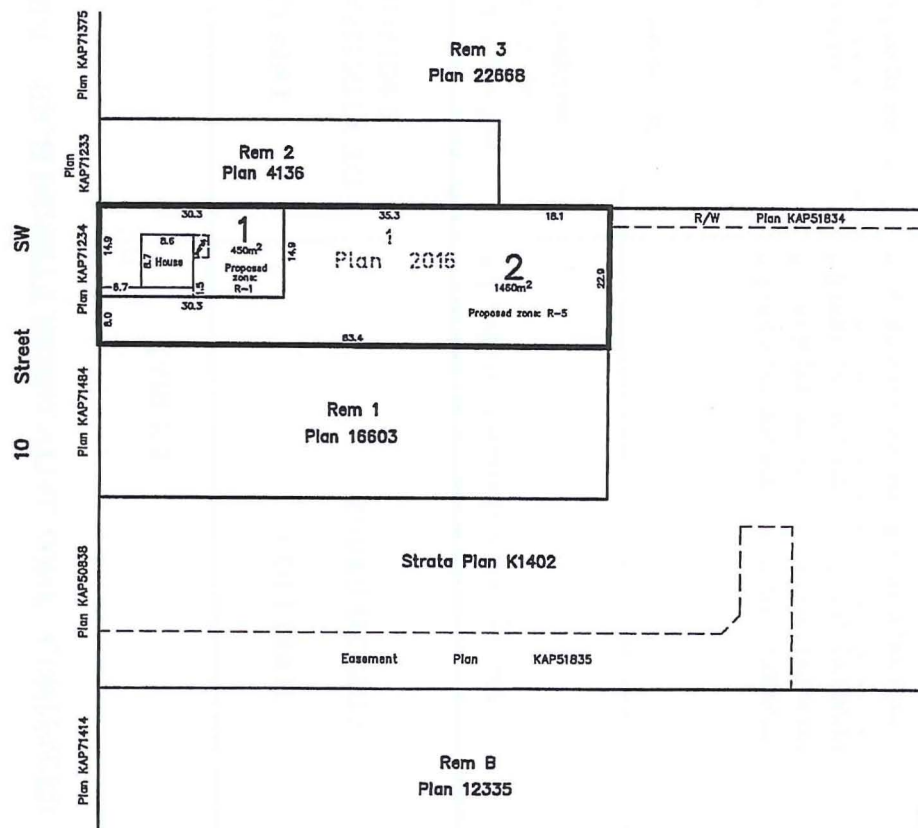 Plan KAP71375
Rem 3
Plan 22668
Plan
KAP71233
Rem 2
Plan 4136
10 Street SW
Plan KAP71234
30.3
35.3
18.1
R/W Plan KAP51834
14.9
8.6
8.7
House
1
450m²
Proposed
zone:
R-1
14.9
1
Plan 2016
2
1460m²
Proposed zone: R-5
22.9
6.7
1.5
30.3
8.0
83.4
Plan KAP71484
Rem 1
Plan 16603
Plan KAP50838
Strata Plan K1402
Easement Plan KAP51835
Plan KAP71414
Rem B
Plan 12335